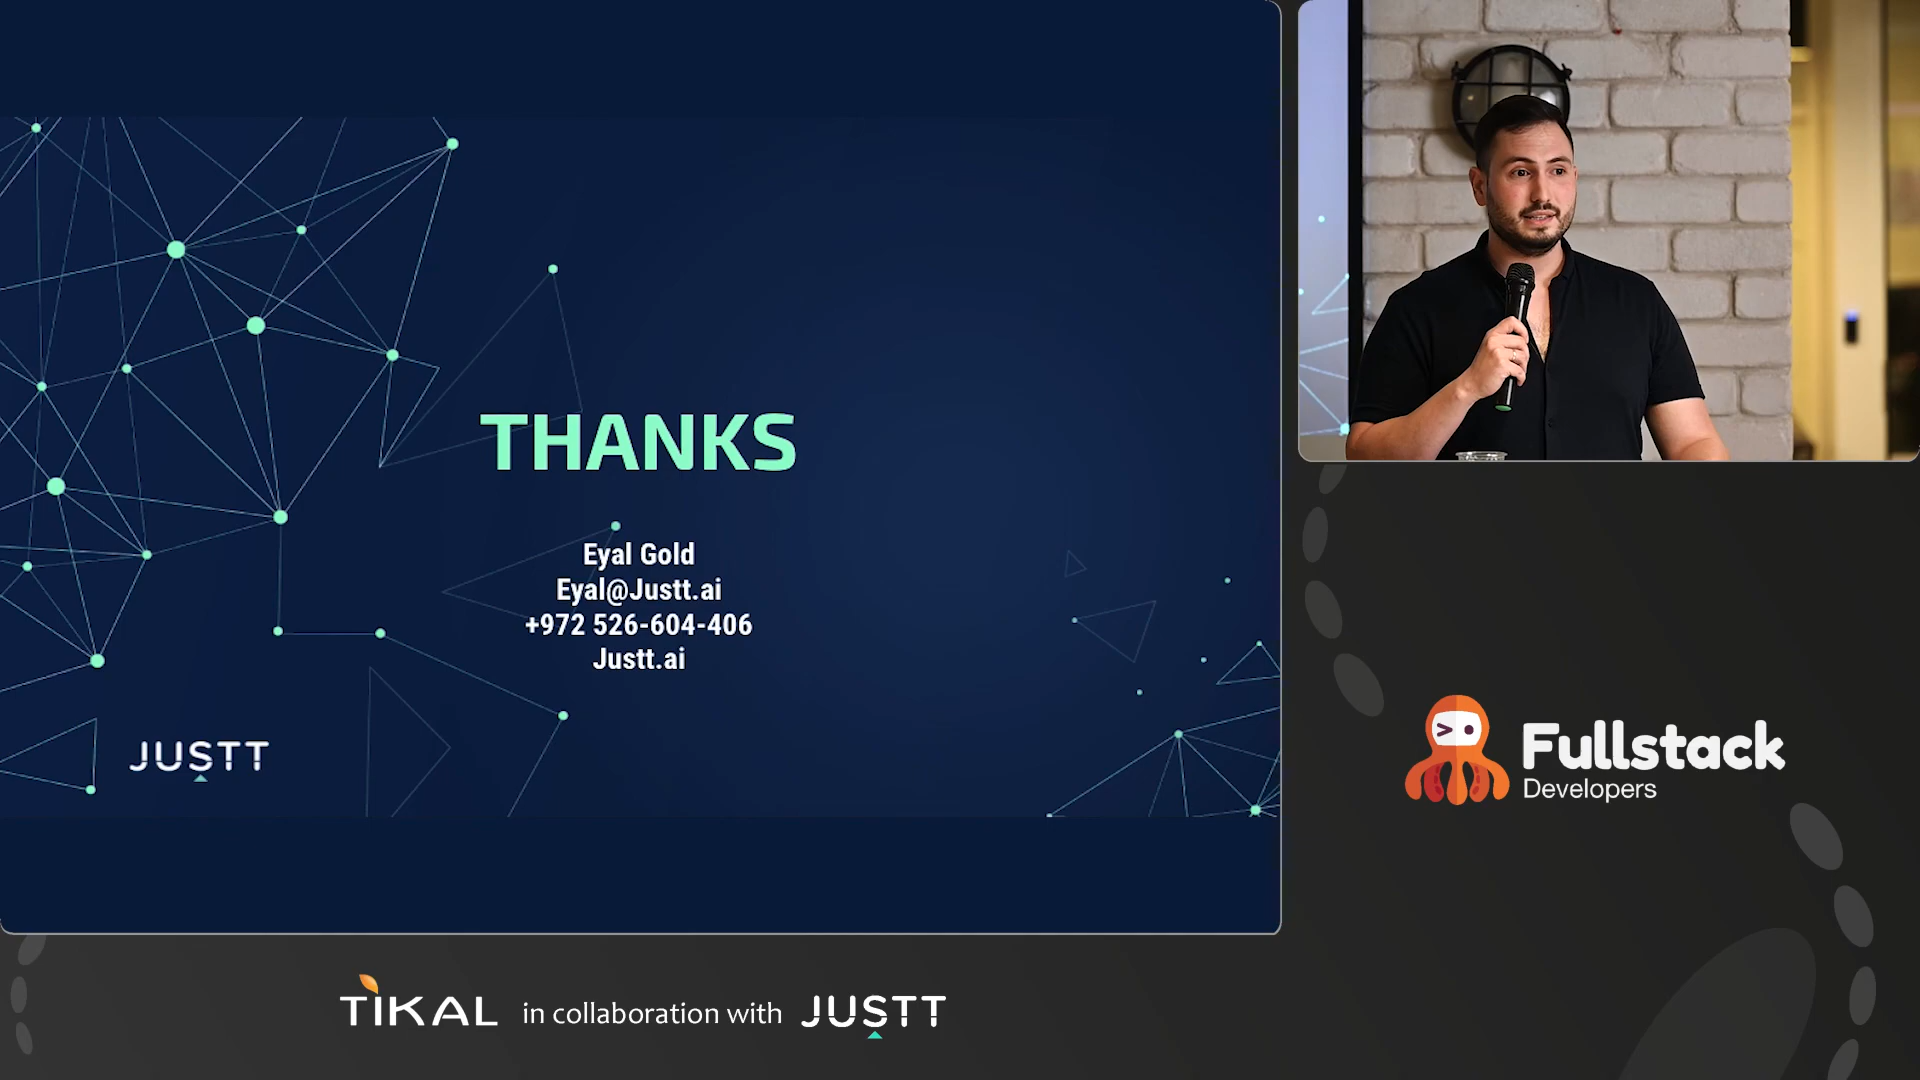 THANKS
Eyal Gold
Eyal@Justt.ai
+972 526-604-406
Justt.ai
JUSTT
Fullstack
Developers
TIKAL in collaboration with JUSTT